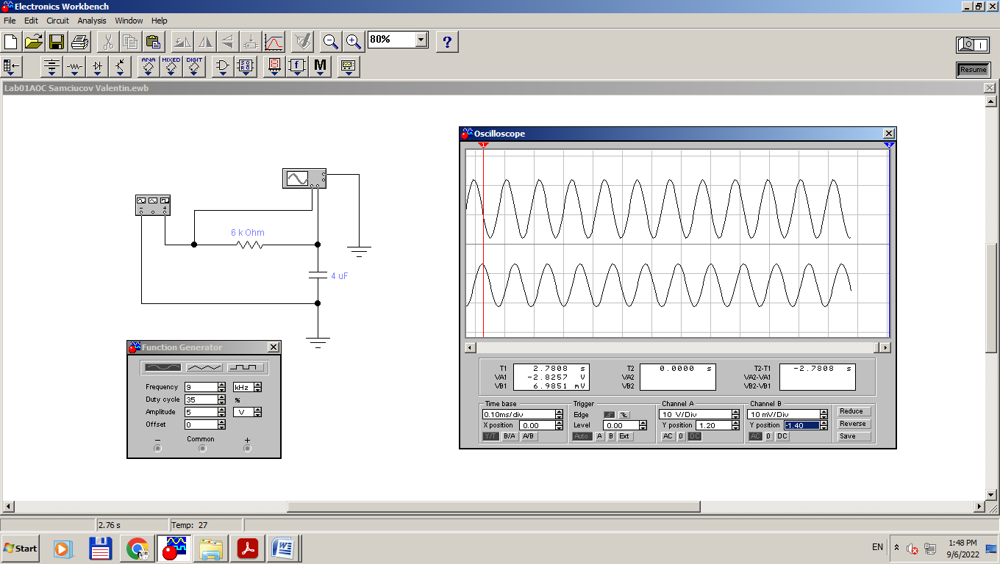 Electronics Workbench
File Edit Circuit Analysis Window Help
80%
?
ANA MIXED DIGIT
f M
Resume
Lab01AOC Samciucov Valentin.ewb
6 k Ohm
4 uF
Function Generator
Frequency 9 kHz
Duty cycle 35 %
Amplitude 5 V
Offset 0
− Common +
Oscilloscope
1 2
T1 2.7808 s
VA1 -2.8257 V
VB1 6.9851 mV
T2 0.0000 s
VA2
VB2
T2-T1 -2.7808 s
VA2-VA1
VB2-VB1
Time base
0.10ms/div
X position 0.00
Y/T B/A A/B
Trigger
Edge
Level 0.00
Auto A B Ext
Channel A
10 V/Div
Y position 1.20
AC 0 DC
Channel B
10 mV/Div
Y position -1.40
AC 0 DC
Reduce
Reverse
Save
2.76 s Temp: 27
Start
EN
1:48 PM
9/6/2022